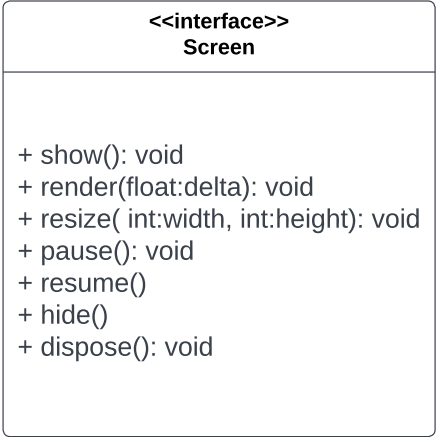 <<interface>>
Screen
+ show(): void
+ render(float:delta): void
+ resize( int:width, int:height): void
+ pause(): void
+ resume()
+ hide()
+ dispose(): void